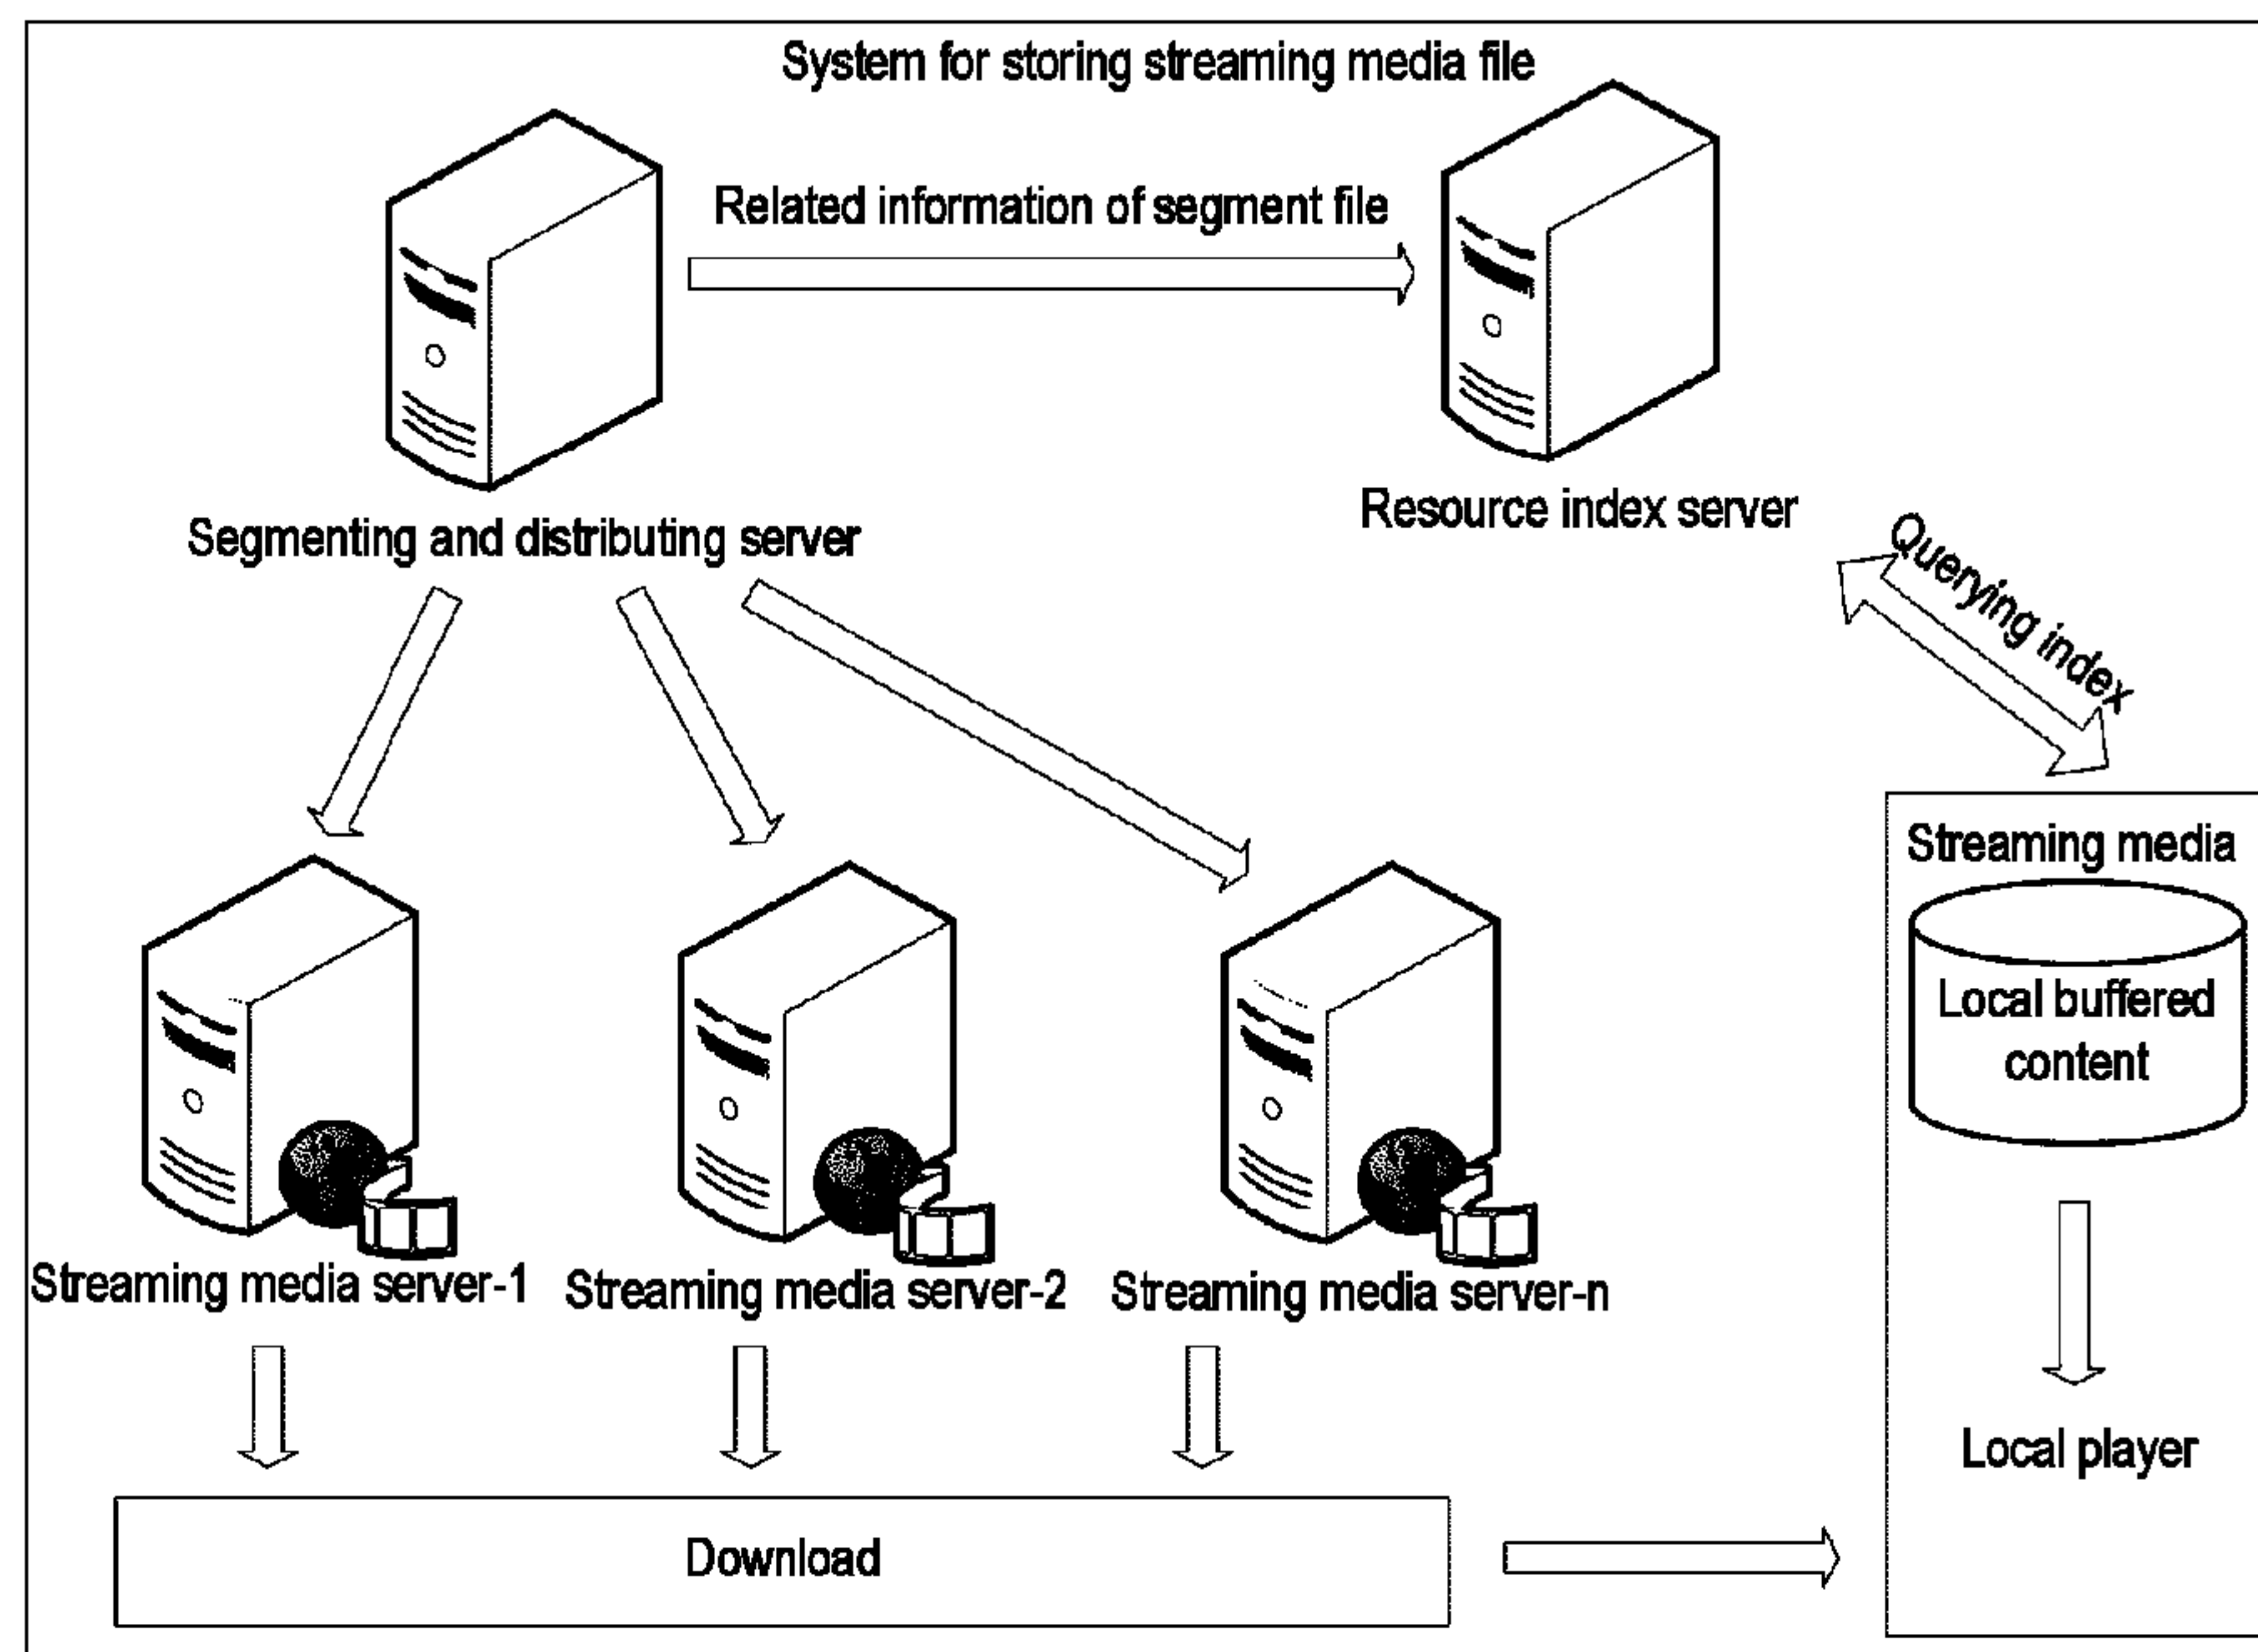 System for storing streaming media file
Related information of segment file
Segmenting and distributing server
Resource index server
Querying index
Streaming media
Local buffered
content
Local player
Streaming media server-1
Streaming media server-2
Streaming media server-n
Download